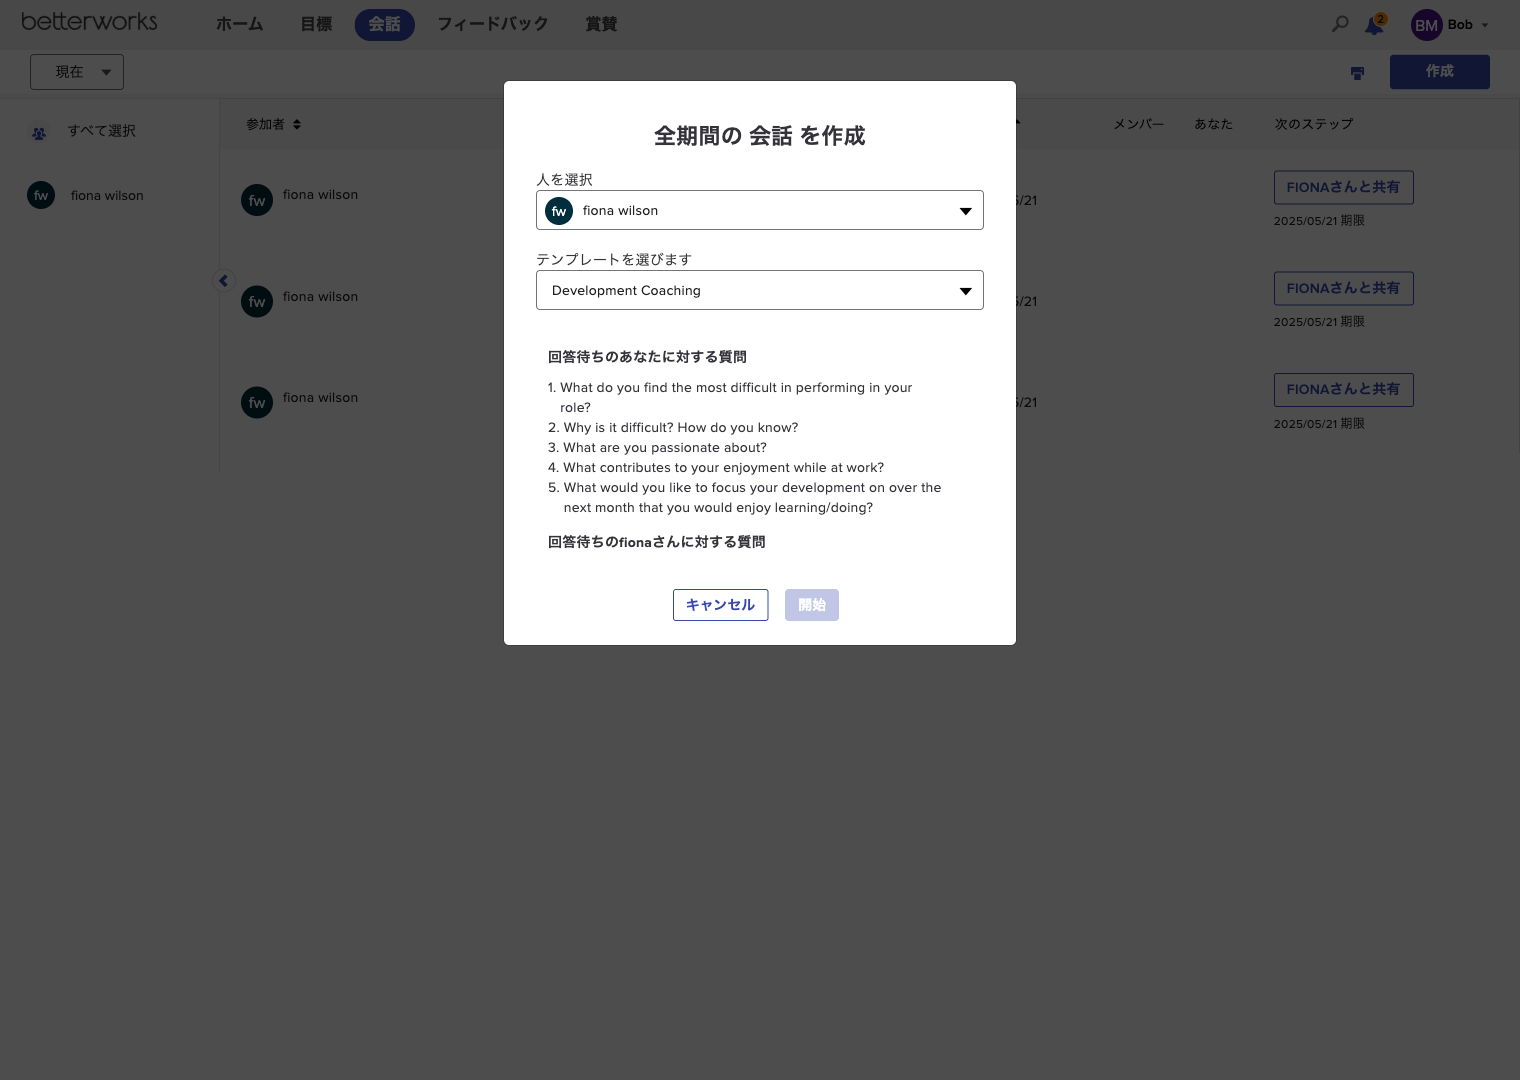 betterworks ホーム 目標 会話 フィードバック 賞賛 2 BM Bob
現在 作成
すべて選択 参加者 メンバー あなた 次のステップ
fw fiona wilson
fw fiona wilson 5/21 FIONAさんと共有
2025/05/21 期限
fw fiona wilson 5/21 FIONAさんと共有
2025/05/21 期限
fw fiona wilson 5/21 FIONAさんと共有
2025/05/21 期限
全期間の 会話 を作成
人を選択
fw fiona wilson
テンプレートを選びます
Development Coaching
回答待ちのあなたに対する質問
1. What do you find the most difficult in performing in your
role?
2. Why is it difficult? How do you know?
3. What are you passionate about?
4. What contributes to your enjoyment while at work?
5. What would you like to focus your development on over the
next month that you would enjoy learning/doing?
回答待ちのfionaさんに対する質問
キャンセル 開始